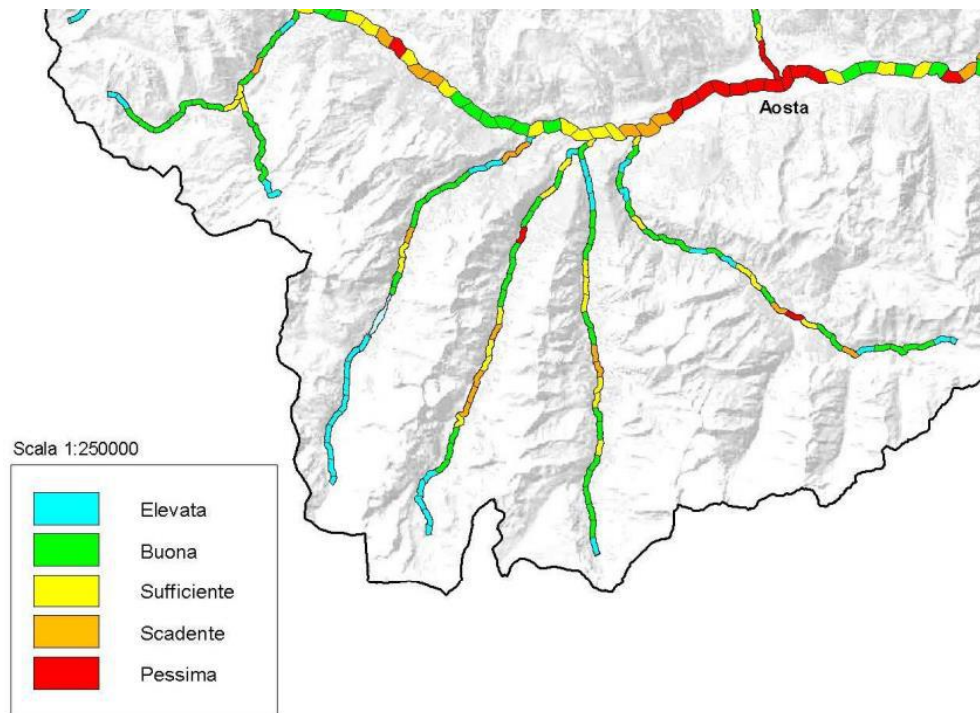 Aosta
Scala 1:250000
Elevata
Buona
Sufficiente
Scadente
Pessima